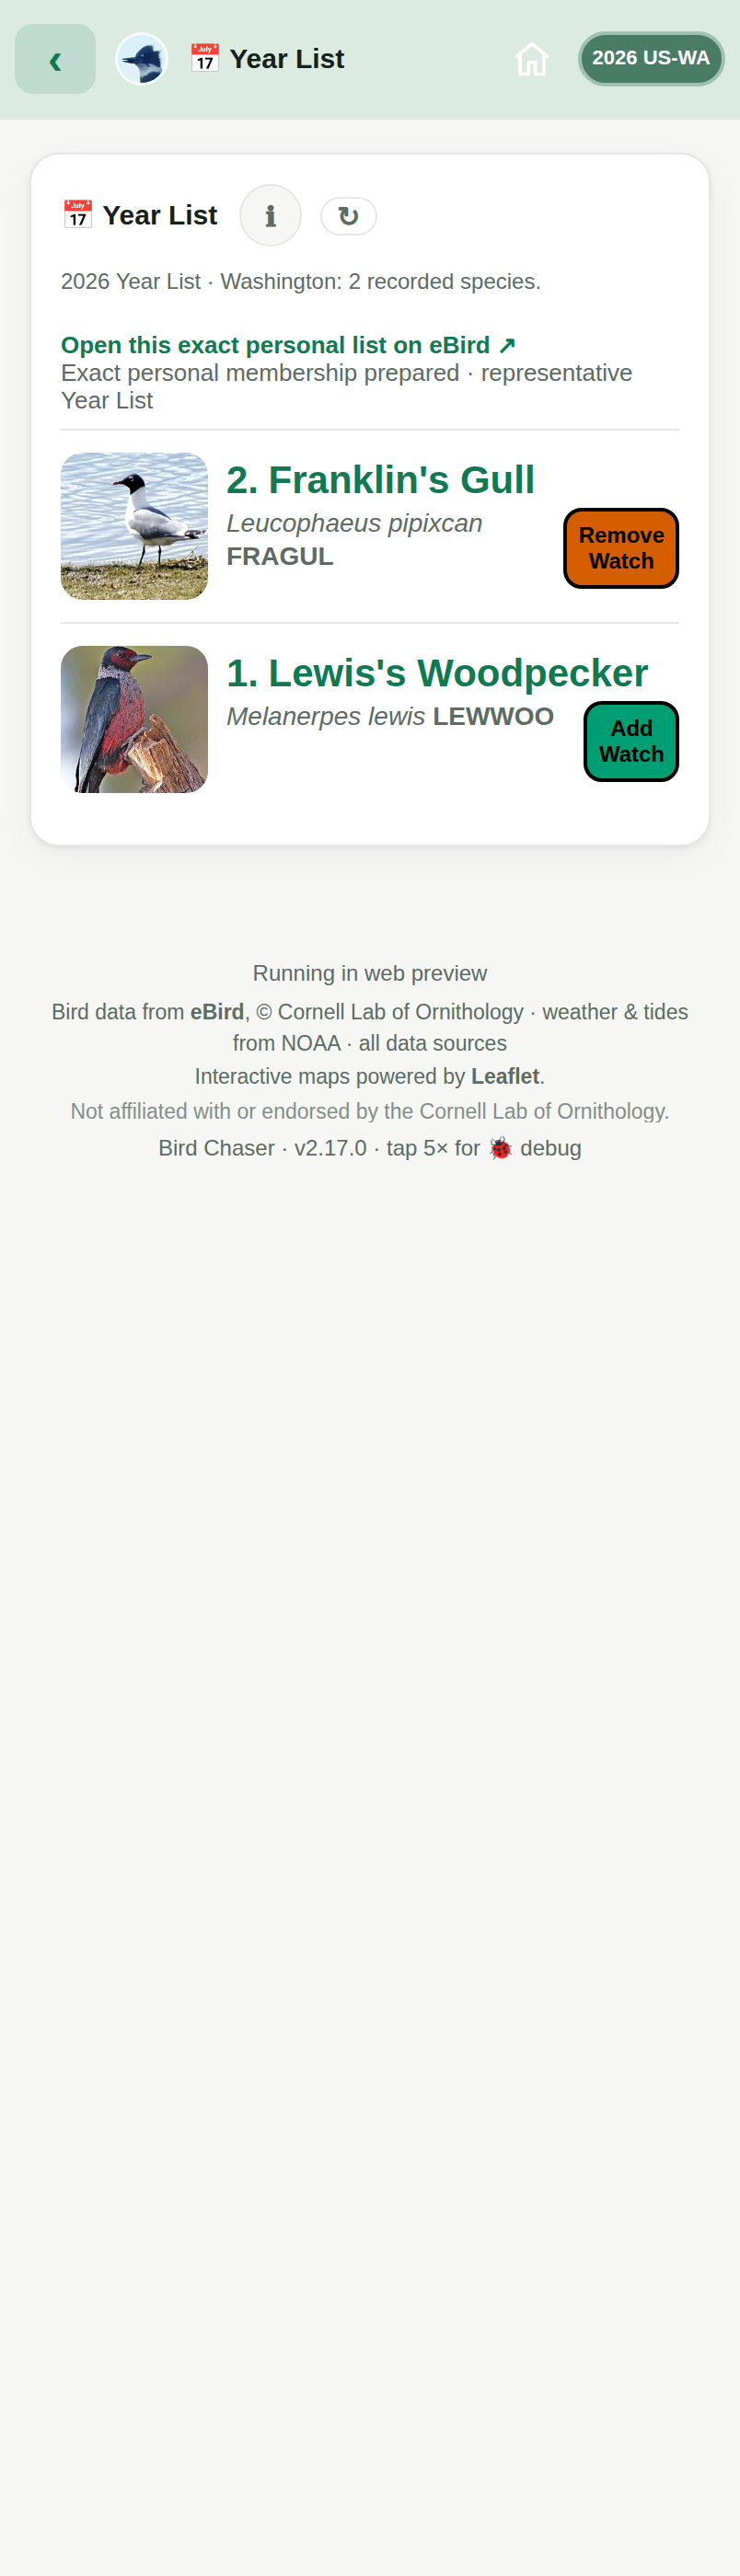 ‹ 📅 Year List 2026 US-WA
📅 Year List ℹ ↻
2026 Year List · Washington: 2 recorded species.
Open this exact personal list on eBird ↗
Exact personal membership prepared · representative
Year List
2. Franklin's Gull
Leucophaeus pipixcan
FRAGUL
Remove
Watch
1. Lewis's Woodpecker
Melanerpes lewis LEWWOO
Add
Watch
Running in web preview
Bird data from eBird, © Cornell Lab of Ornithology · weather & tides
from NOAA · all data sources
Interactive maps powered by Leaflet.
Not affiliated with or endorsed by the Cornell Lab of Ornithology.
Bird Chaser · v2.17.0 · tap 5× for 🐞 debug